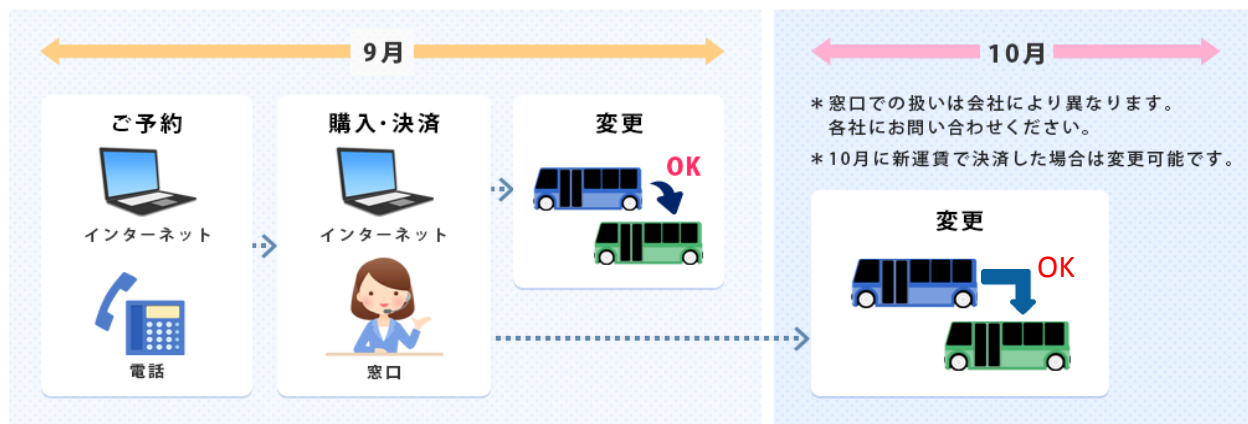 9月
ご予約
インターネット
電話
購入・決済
インターネット
窓口
変更
OK
10月
＊窓口での扱いは会社により異なります。
各社にお問い合わせください。
＊10月に新運賃で決済した場合は変更可能です。
変更
OK